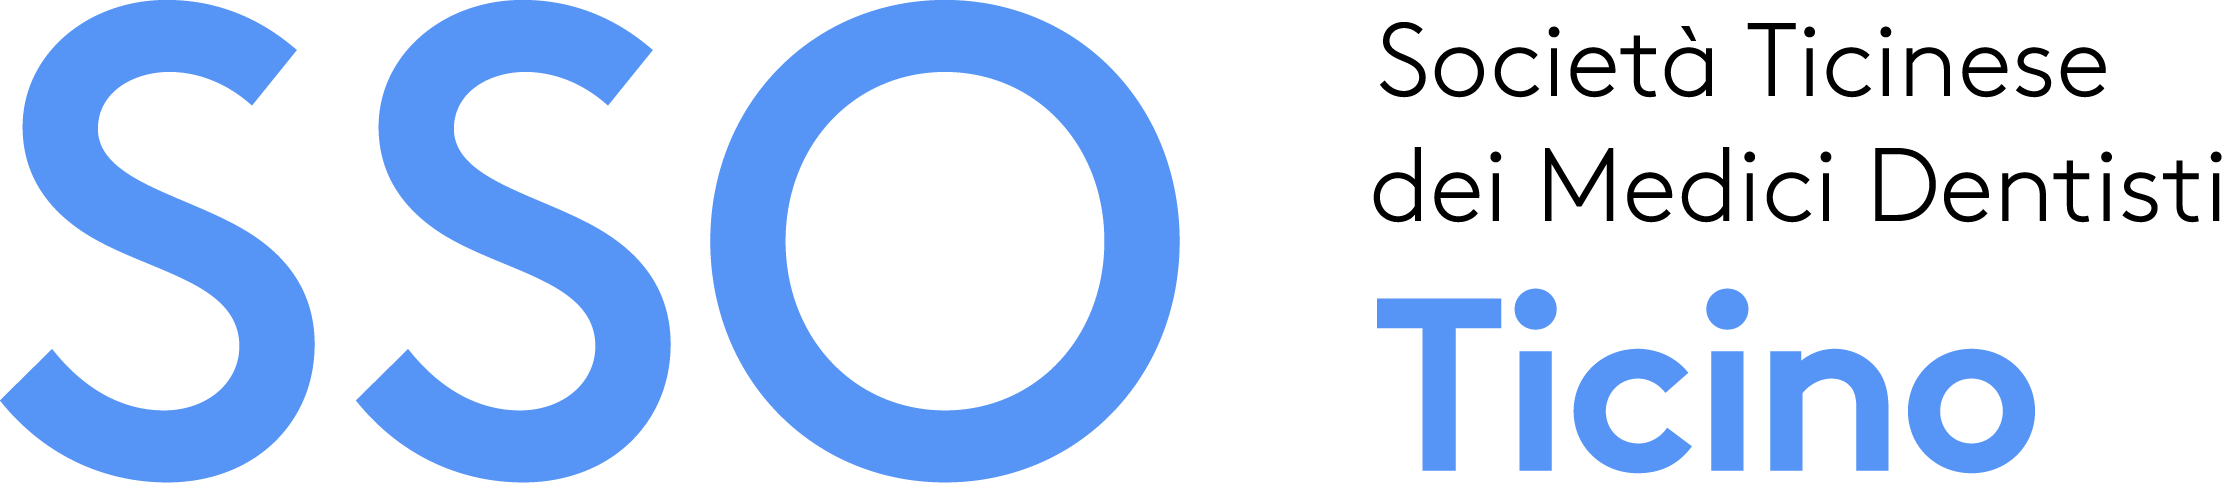 SSO
Società Ticinese
dei Medici Dentisti
Ticino